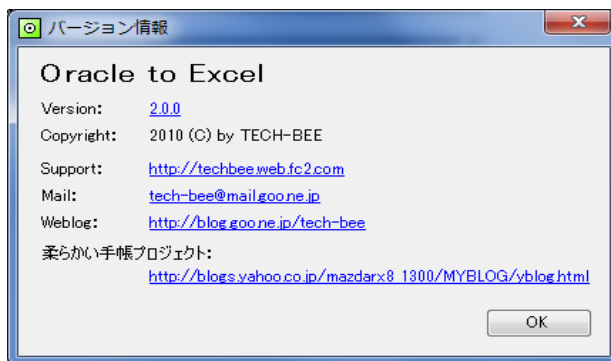 バージョン情報
Oracle to Excel
Version: 2.0.0
Copyright: 2010 (C) by TECH-BEE
Support: http://techbee.web.fc2.com
Mail: tech-bee@mail.goo.ne.jp
Weblog: http://blog.goo.ne.jp/tech-bee
柔らかい手帳プロジェクト:
http://blogs.yahoo.co.jp/mazdarx8_1300/MYBLOG/yblog.html
OK